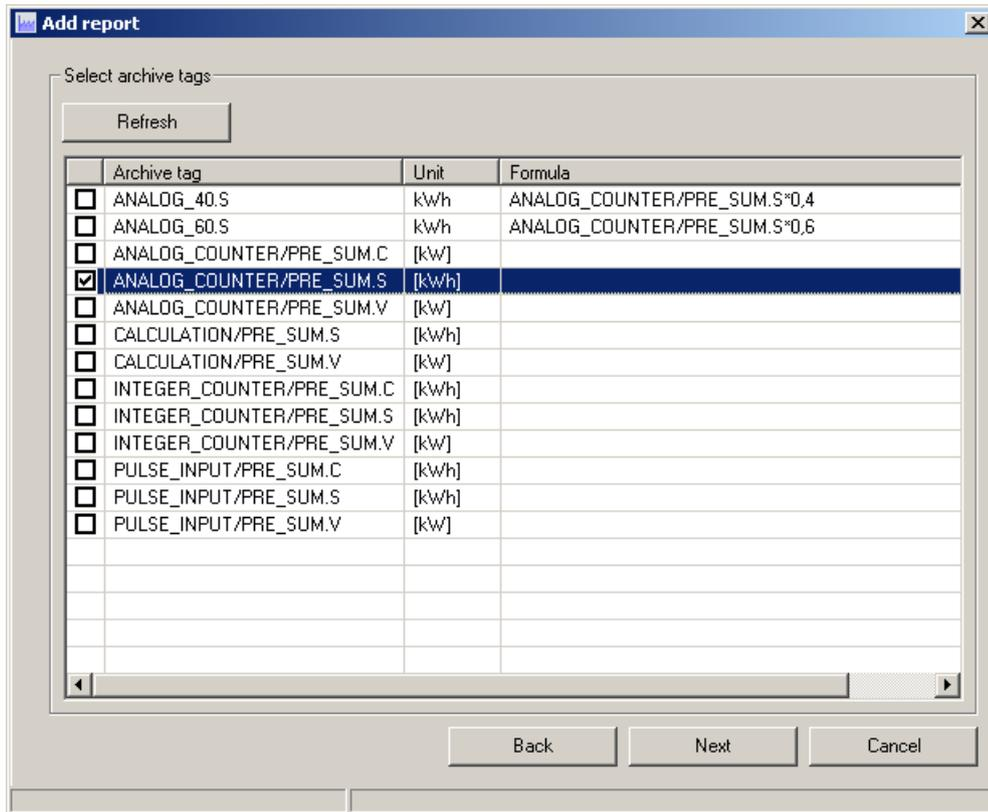 Add report
Select archive tags
Refresh
Archive tag Unit Formula
ANALOG_40.S kWh ANALOG_COUNTER/PRE_SUM.S*0,4
ANALOG_60.S kWh ANALOG_COUNTER/PRE_SUM.S*0,6
ANALOG_COUNTER/PRE_SUM.C [kW]
ANALOG_COUNTER/PRE_SUM.S [kWh]
ANALOG_COUNTER/PRE_SUM.V [kW]
CALCULATION/PRE_SUM.S [kWh]
CALCULATION/PRE_SUM.V [kW]
INTEGER_COUNTER/PRE_SUM.C [kWh]
INTEGER_COUNTER/PRE_SUM.S [kWh]
INTEGER_COUNTER/PRE_SUM.V [kW]
PULSE_INPUT/PRE_SUM.C [kWh]
PULSE_INPUT/PRE_SUM.S [kWh]
PULSE_INPUT/PRE_SUM.V [kW]
Back Next Cancel